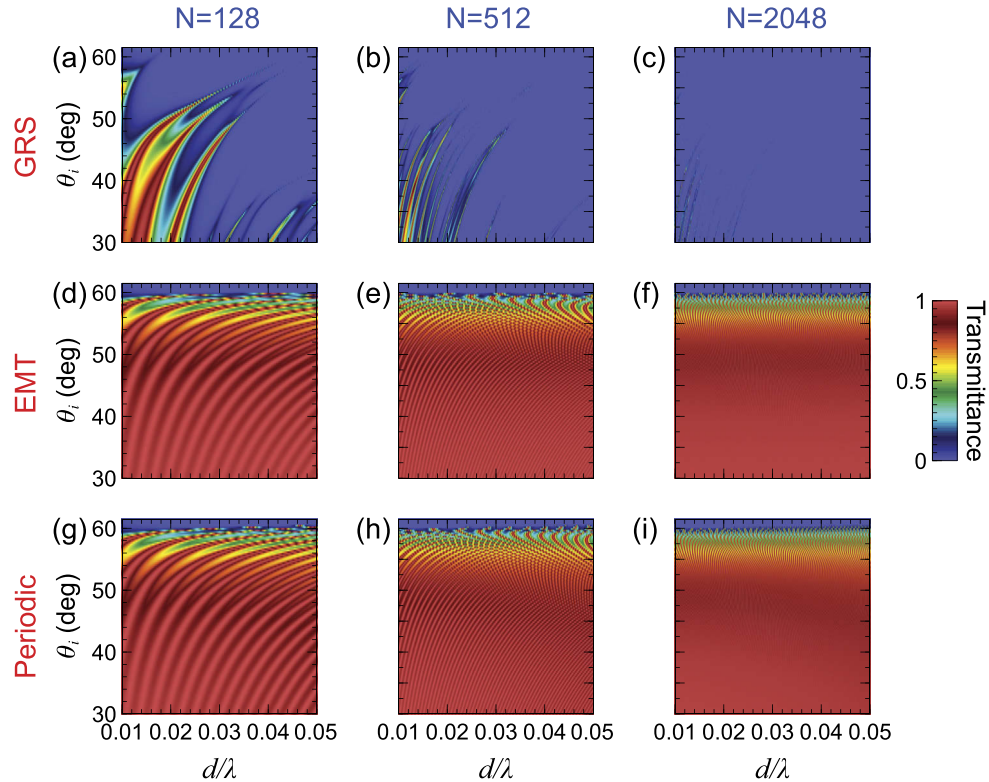 N=128 N=512 N=2048
(a) (b) (c)
60
50
40
30
θi (deg)
GRS
(d) (e) (f)
60
50
40
30
θi (deg)
EMT
1
0.5
0
Transmittance
(g) (h) (i)
60
50
40
30
θi (deg)
Periodic
0.01 0.02 0.03 0.04 0.05 0.01 0.02 0.03 0.04 0.05 0.01 0.02 0.03 0.04 0.05
d/λ d/λ d/λ